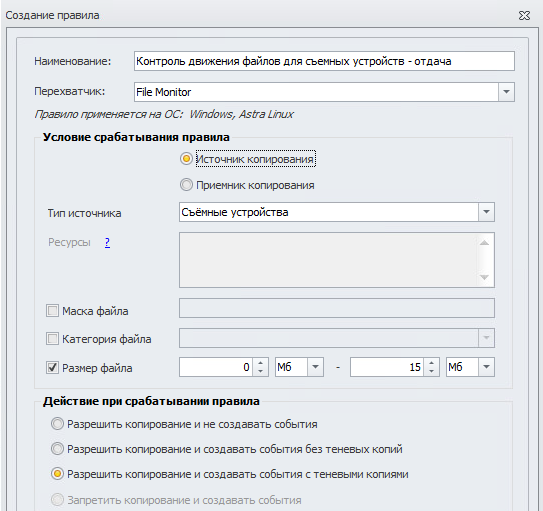 Создание правила
Наименование: Контроль движения файлов для съемных устройств - отдача
Перехватчик: File Monitor
Правило применяется на ОС: Windows, Astra Linux
Условие срабатывания правила
Источник копирования
Приемник копирования
Тип источника Съёмные устройства
Ресурсы ?
Маска файла
Категория файла
Размер файла 0 Мб - 15 Мб
Действие при срабатывании правила
Разрешить копирование и не создавать события
Разрешить копирование и создавать события без теневых копий
Разрешить копирование и создавать события с теневыми копиями
Запретить копирование и создавать события